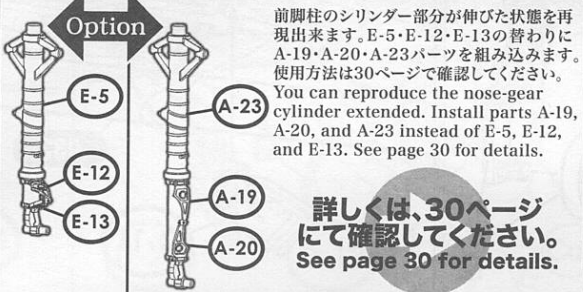 Option
E-5
E-12
E-13
A-23
A-19
A-20
前脚柱のシリンダー部分が伸びた状態を再
現出来ます。E-5・E-12・E-13の替わりに
A-19・A-20・A-23パーツを組み込みます。
使用方法は30ページで確認してください。
You can reproduce the nose-gear
cylinder extended. Install parts A-19,
A-20, and A-23 instead of E-5, E-12,
and E-13. See page 30 for details.
詳しくは、30ページ
にて確認してください。
See page 30 for details.